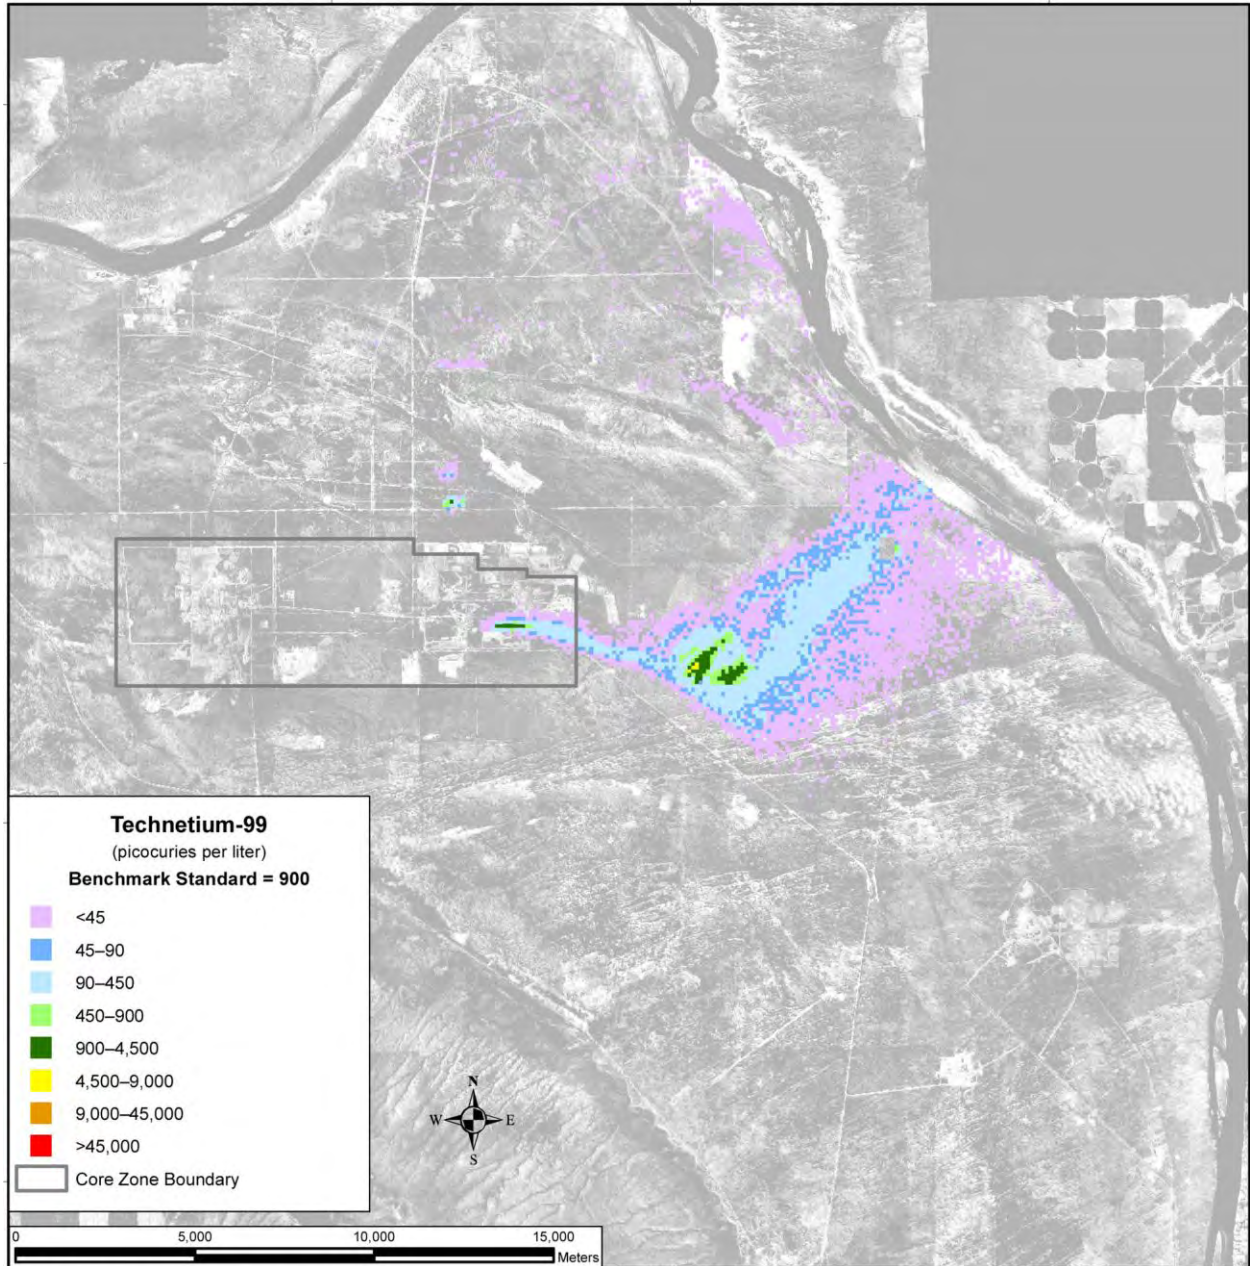 Technetium-99
(picocuries per liter)
Benchmark Standard = 900
<45
45–90
90–450
450–900
900–4,500
4,500–9,000
9,000–45,000
>45,000
Core Zone Boundary
N
W E
S
0 5,000 10,000 15,000
Meters